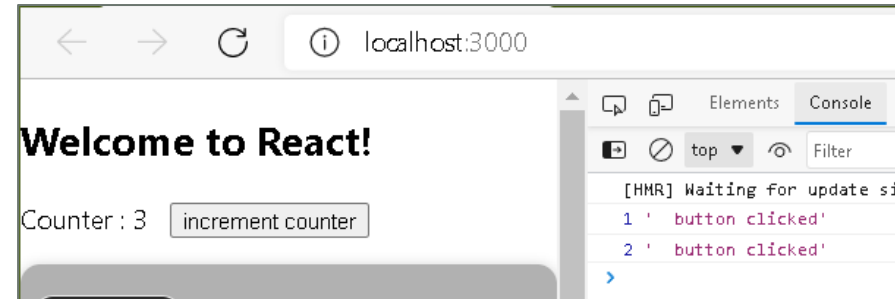 localhost:3000
Elements Console
top Filter
Welcome to React!
[HMR] Waiting for update si
Counter : 3 increment counter
1 '  button clicked'
2 '  button clicked'